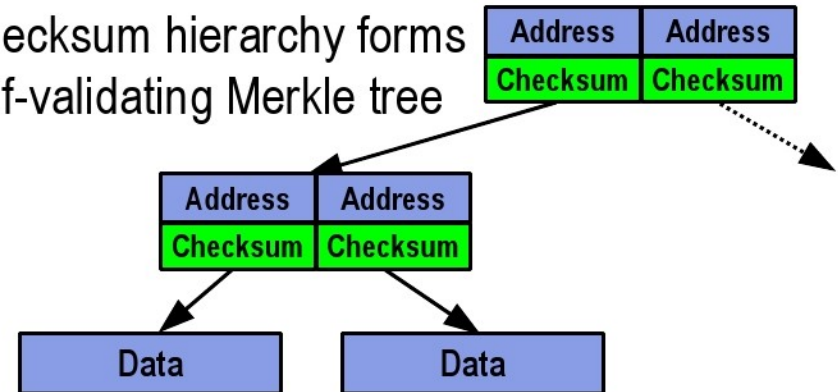 ecksum hierarchy forms
f-validating Merkle tree
Address Address
Checksum Checksum
Address Address
Checksum Checksum
Data Data